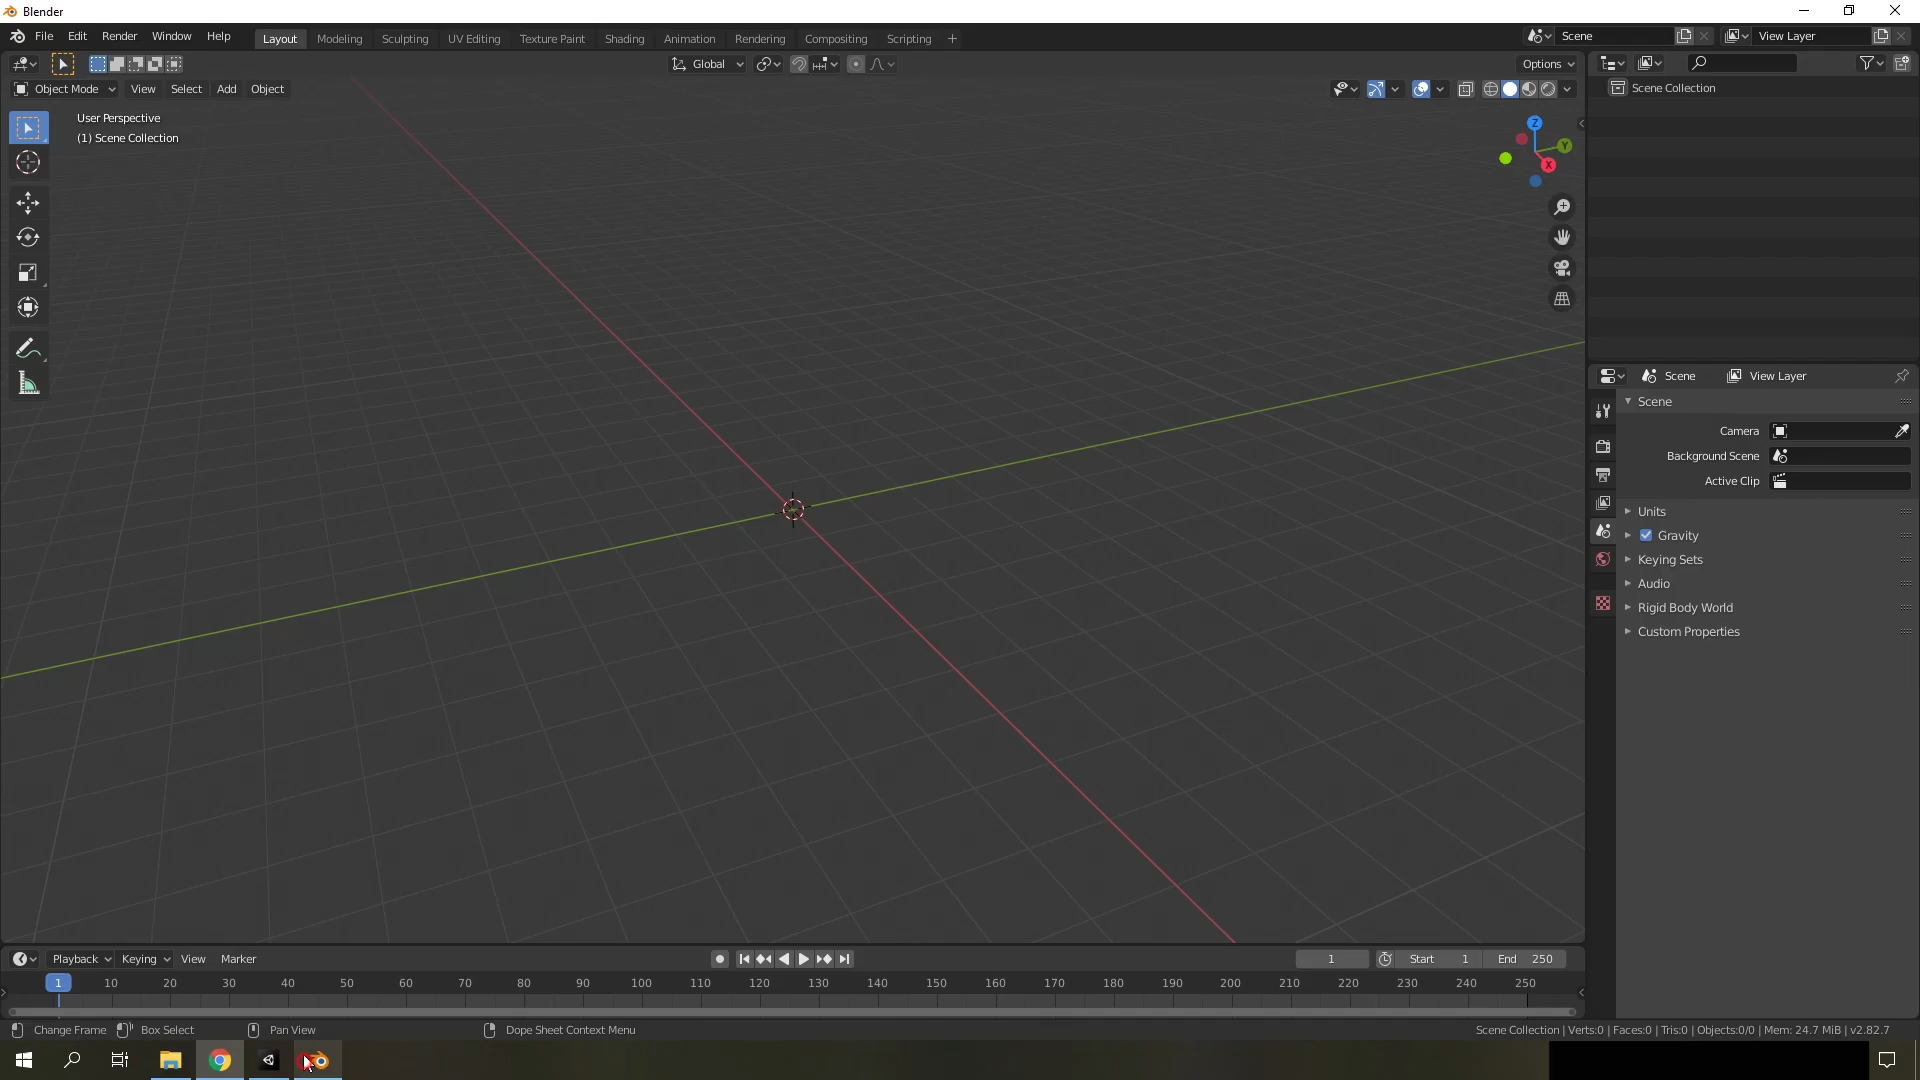 Blender
File Edit Render Window Help
Layout Modeling Sculpting UV Editing Texture Paint Shading Animation Rendering Compositing Scripting +
Scene View Layer
Global Options
Object Mode View Select Add Object
User Perspective
(1) Scene Collection
Z
Y
X
Scene Collection
Scene View Layer
Scene
Camera
Background Scene
Active Clip
Units
Gravity
Keying Sets
Audio
Rigid Body World
Custom Properties
Playback Keying View Marker 1 Start 1 End 250
1 10 20 30 40 50 60 70 80 90 100 110 120 130 140 150 160 170 180 190 200 210 220 230 240 250
Change Frame Box Select Pan View Dope Sheet Context Menu Scene Collection | Verts:0 | Faces:0 | Tris:0 | Objects:0/0 | Mem: 24.7 MiB | v2.82.7